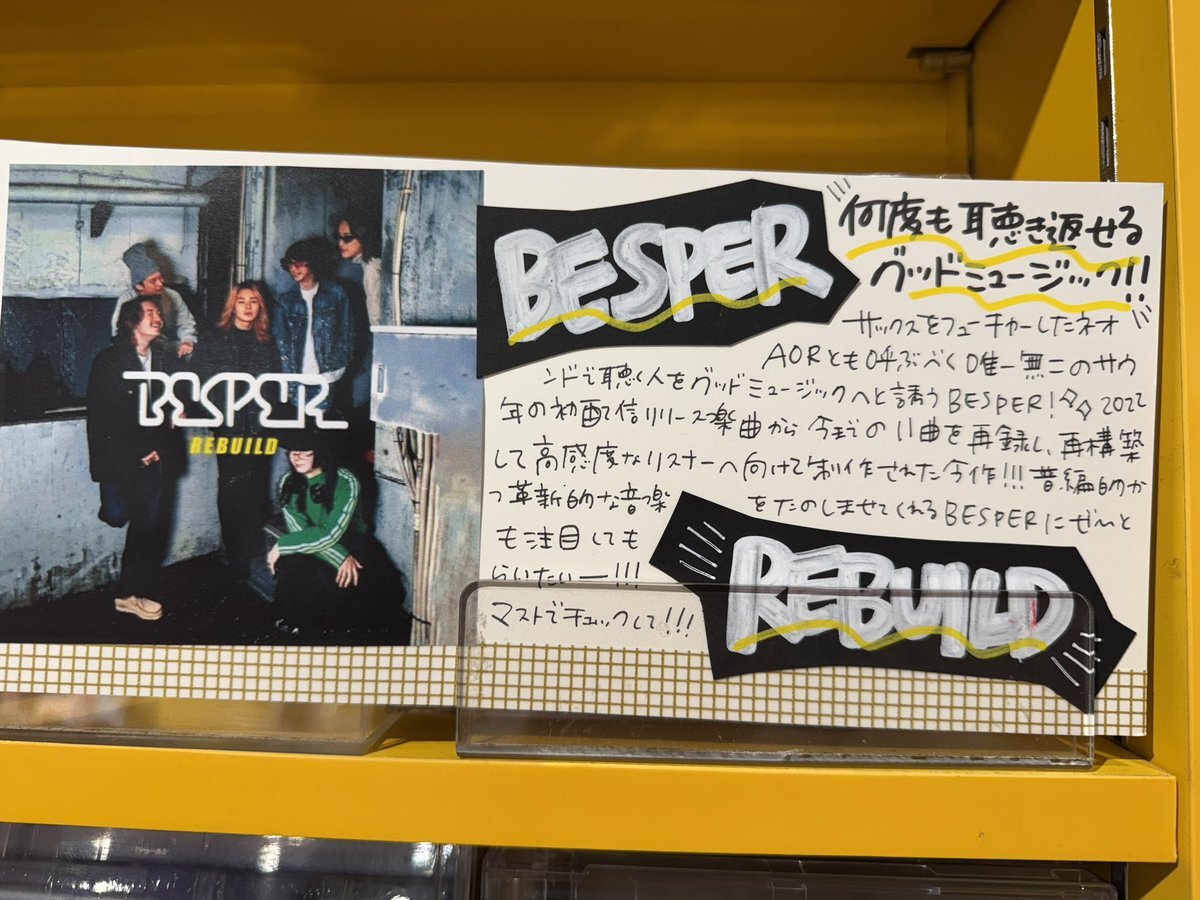 BESPER
REBUILD
BESPER
何度も聴き返せる
グッドミュージック!!
サックスをフューチャーしたネオ
AORとも呼ぶべく唯一無二のサウ
ンドで聴く人をグッドミュージックへと誘うBESPER!✧✧2022
年の初配信リリース楽曲から今までの11曲を再録し、再構築
して高感度なリスナーへ向けて制作された今作!!!普編的か
つ革新的な音楽をたのしませてくれるBESPERにぜひと
も注目しても
らいたいー!!!
マストでチェックして!!!
REBUILD